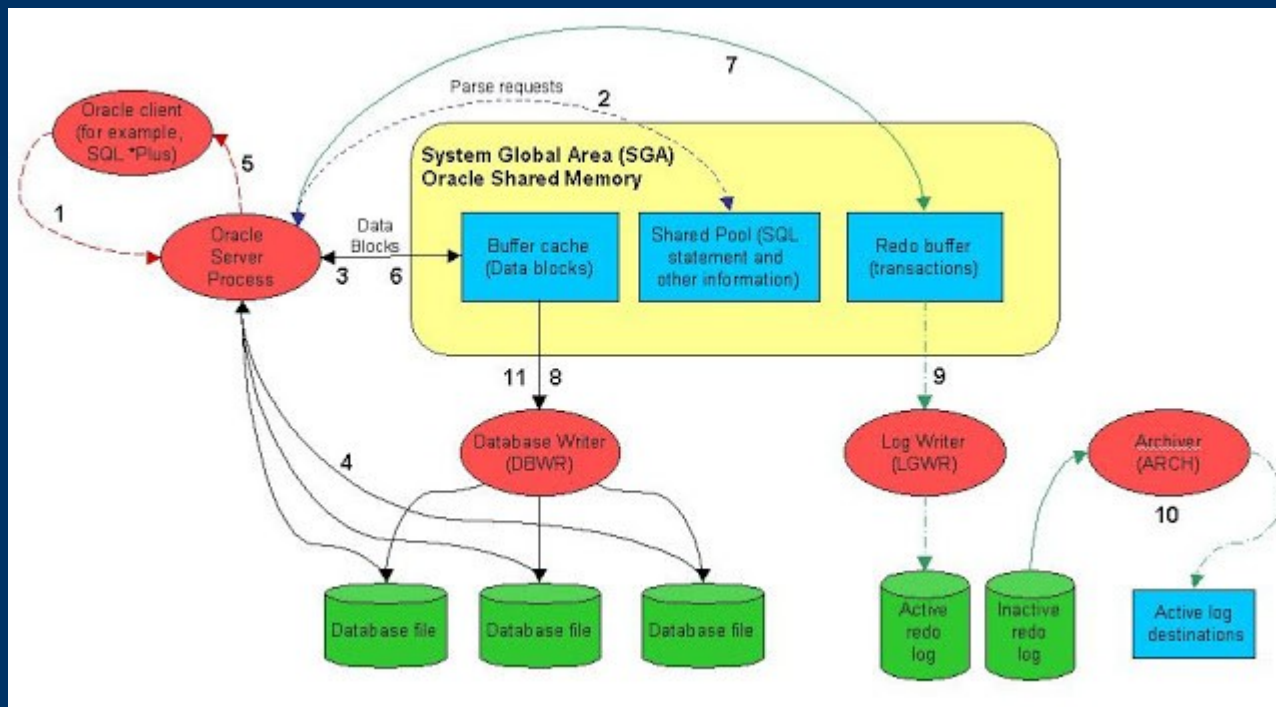 7
Parse requests
2
Oracle client
(for example,
SQL *Plus)
5
System Global Area (SGA)
Oracle Shared Memory
1
Oracle
Server
Process
Data
Blocks
3
6
Buffer cache
(Data blocks)
Shared Pool (SQL
statement and
other information)
Redo buffer
(transactions)
11
8
9
4
Database Writer
(DBWR)
Log Writer
(LGWR)
Archiver
(ARCH)
10
Database file
Database file
Database file
Active
redo
log
Inactive
redo
log
Active log
destinations